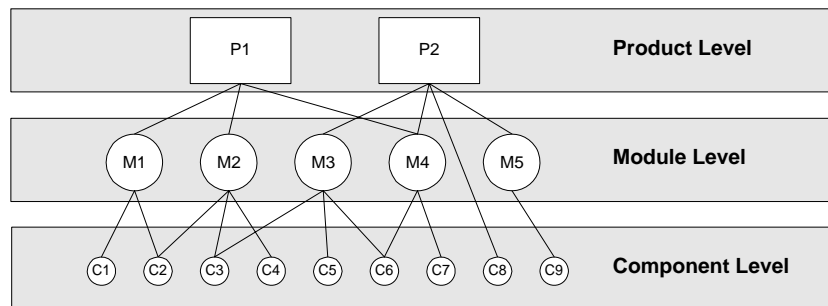 P1 P2 Product Level
M1 M2 M3 M4 M5 Module Level
C1 C2 C3 C4 C5 C6 C7 C8 C9 Component Level